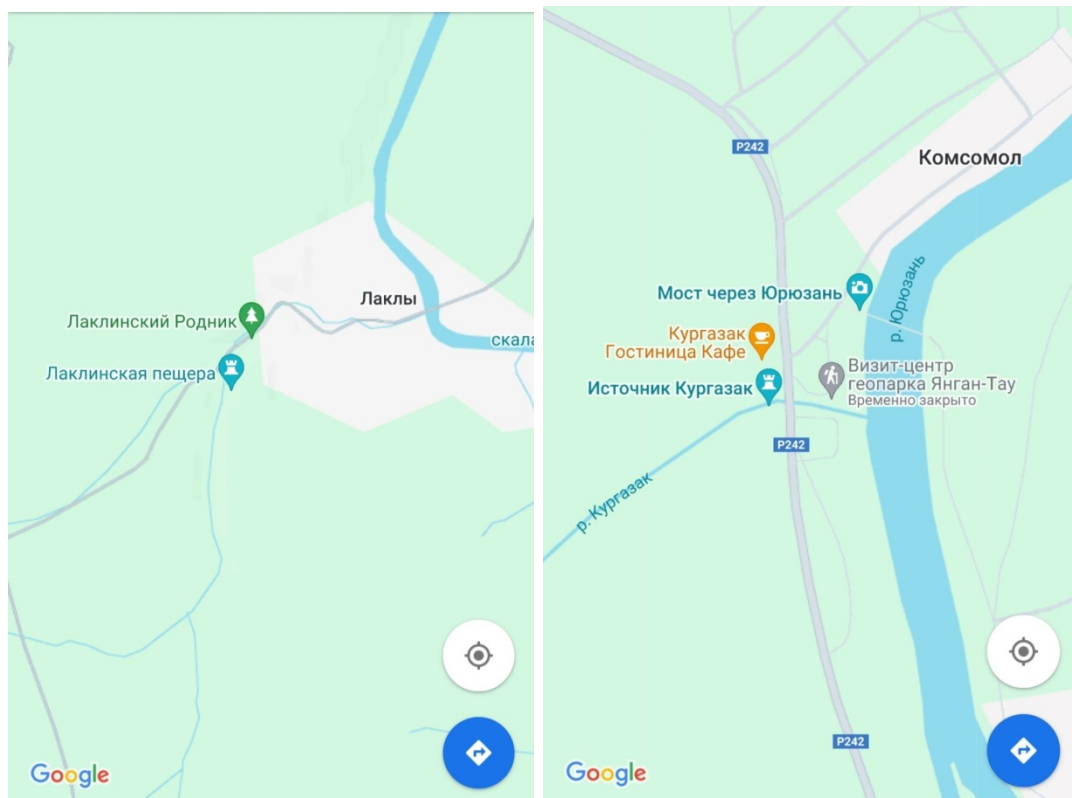 Лаклы
Лаклинский Родник
скала
Лаклинская пещера
Google
P242
Комсомол
р. Юрюзань
Мост через Юрюзань
Кургазак
Гостиница Кафе
Визит-центр
геопарка Янган-Тау
Временно закрыто
Источник Кургазак
P242
р. Кургазак
P242
Google